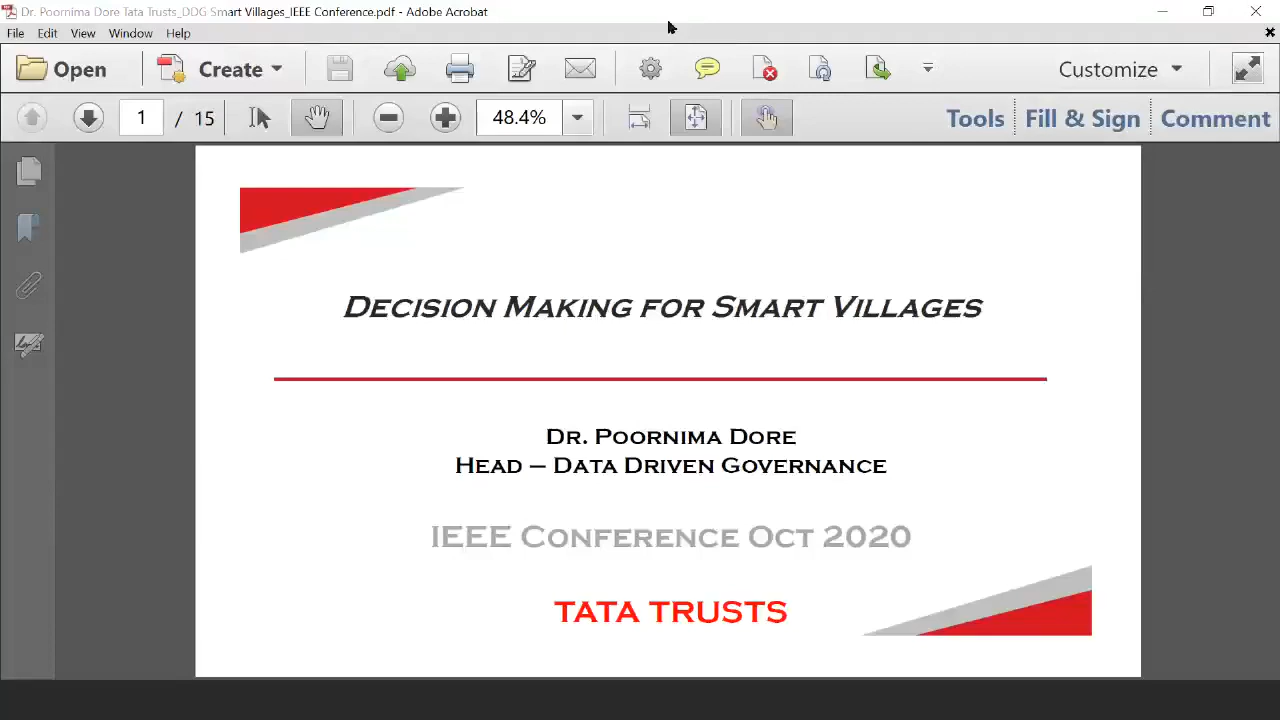 Dr. Poornima Dore Tata Trusts_DDG Smart Villages_IEEE Conference.pdf - Adobe Acrobat
File Edit View Window Help
Open Create Customize
1 / 15 48.4% Tools Fill & Sign Comment
Decision Making for Smart Villages
Dr. Poornima Dore
Head – Data Driven Governance
IEEE Conference Oct 2020
TATA TRUSTS